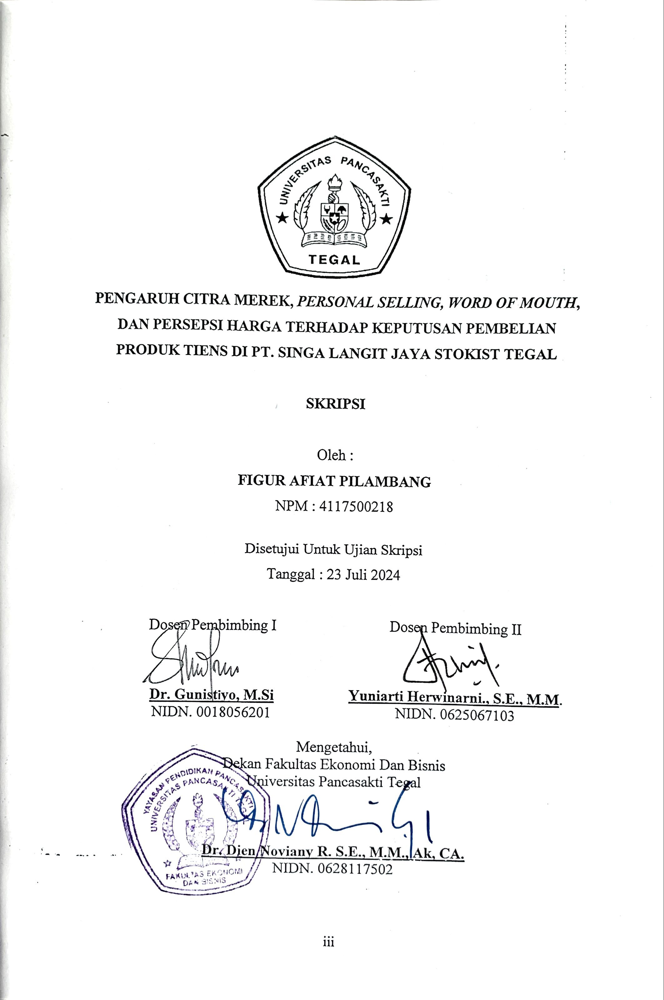 UNIVERSITAS PANCASAKTI
TEGAL
PENGARUH CITRA MEREK, PERSONAL SELLING, WORD OF MOUTH,
DAN PERSEPSI HARGA TERHADAP KEPUTUSAN PEMBELIAN
PRODUK TIENS DI PT. SINGA LANGIT JAYA STOKIST TEGAL
SKRIPSI
Oleh :
FIGUR AFIAT PILAMBANG
NPM : 4117500218
Disetujui Untuk Ujian Skripsi
Tanggal : 23 Juli 2024
Dosen Pembimbing I
Dr. Gunistiyo, M.Si
NIDN. 0018056201
Dosen Pembimbing II
Yuniarti Herwinarni., S.E., M.M.
NIDN. 0625067103
Mengetahui,
Dekan Fakultas Ekonomi Dan Bisnis
Universitas Pancasakti Tegal
YAYASAN PENDIDIKAN PANCASAKTI
UNIVERSITAS PANCASAKTI TEGAL
FAKULTAS EKONOMI
DAN BISNIS
Dr. Dien Noviany R. S.E., M.M., Ak, CA.
NIDN. 0628117502
iii